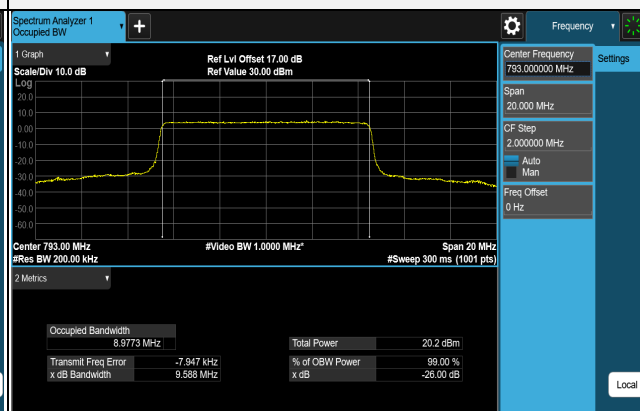 Spectrum Analyzer 1
Occupied BW
+
Frequency
1 Graph
Ref Lvl Offset 17.00 dB
Scale/Div 10.0 dB
Ref Value 30.00 dBm
Log
20.0
10.0
0.00
-10.0
-20.0
-30.0
-40.0
-50.0
-60.0
Center 793.00 MHz
#Video BW 1.0000 MHz*
Span 20 MHz
#Res BW 200.00 kHz
#Sweep 300 ms (1001 pts)
2 Metrics
Occupied Bandwidth
8.9773 MHz
Total Power
20.2 dBm
Transmit Freq Error
-7.947 kHz
% of OBW Power
99.00 %
x dB Bandwidth
9.588 MHz
x dB
-26.00 dB
Center Frequency
793.000000 MHz
Settings
Span
20.000 MHz
CF Step
2.000000 MHz
Auto
Man
Freq Offset
0 Hz
Local